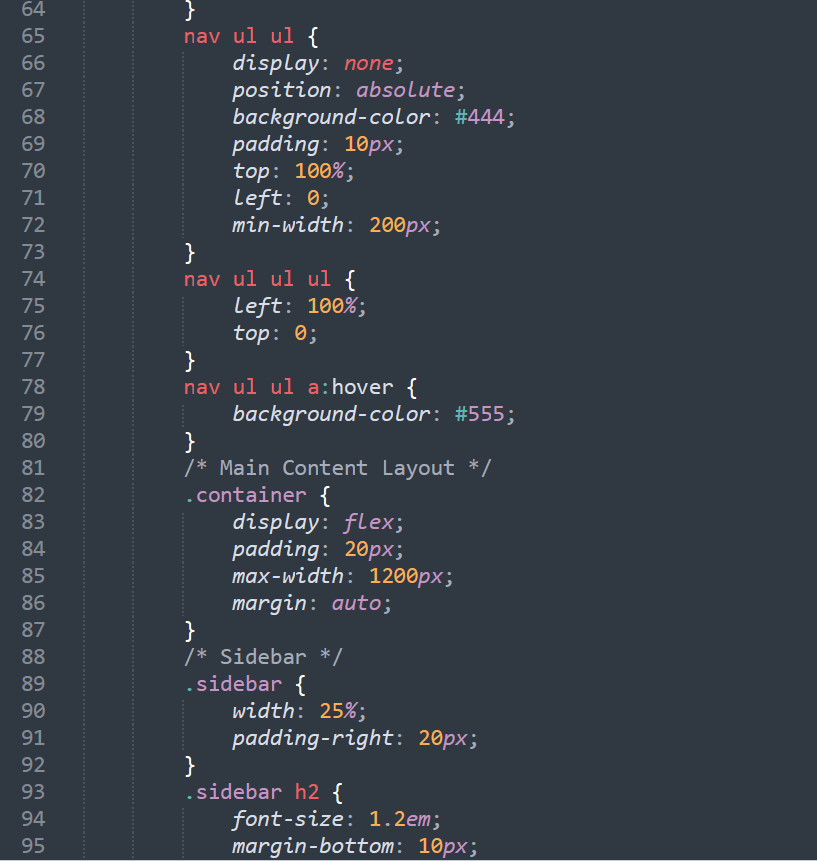 64 }
65 nav ul ul {
66 display: none;
67 position: absolute;
68 background-color: #444;
69 padding: 10px;
70 top: 100%;
71 left: 0;
72 min-width: 200px;
73 }
74 nav ul ul ul {
75 left: 100%;
76 top: 0;
77 }
78 nav ul ul a:hover {
79 background-color: #555;
80 }
81 /* Main Content Layout */
82 .container {
83 display: flex;
84 padding: 20px;
85 max-width: 1200px;
86 margin: auto;
87 }
88 /* Sidebar */
89 .sidebar {
90 width: 25%;
91 padding-right: 20px;
92 }
93 .sidebar h2 {
94 font-size: 1.2em;
95 margin-bottom: 10px;